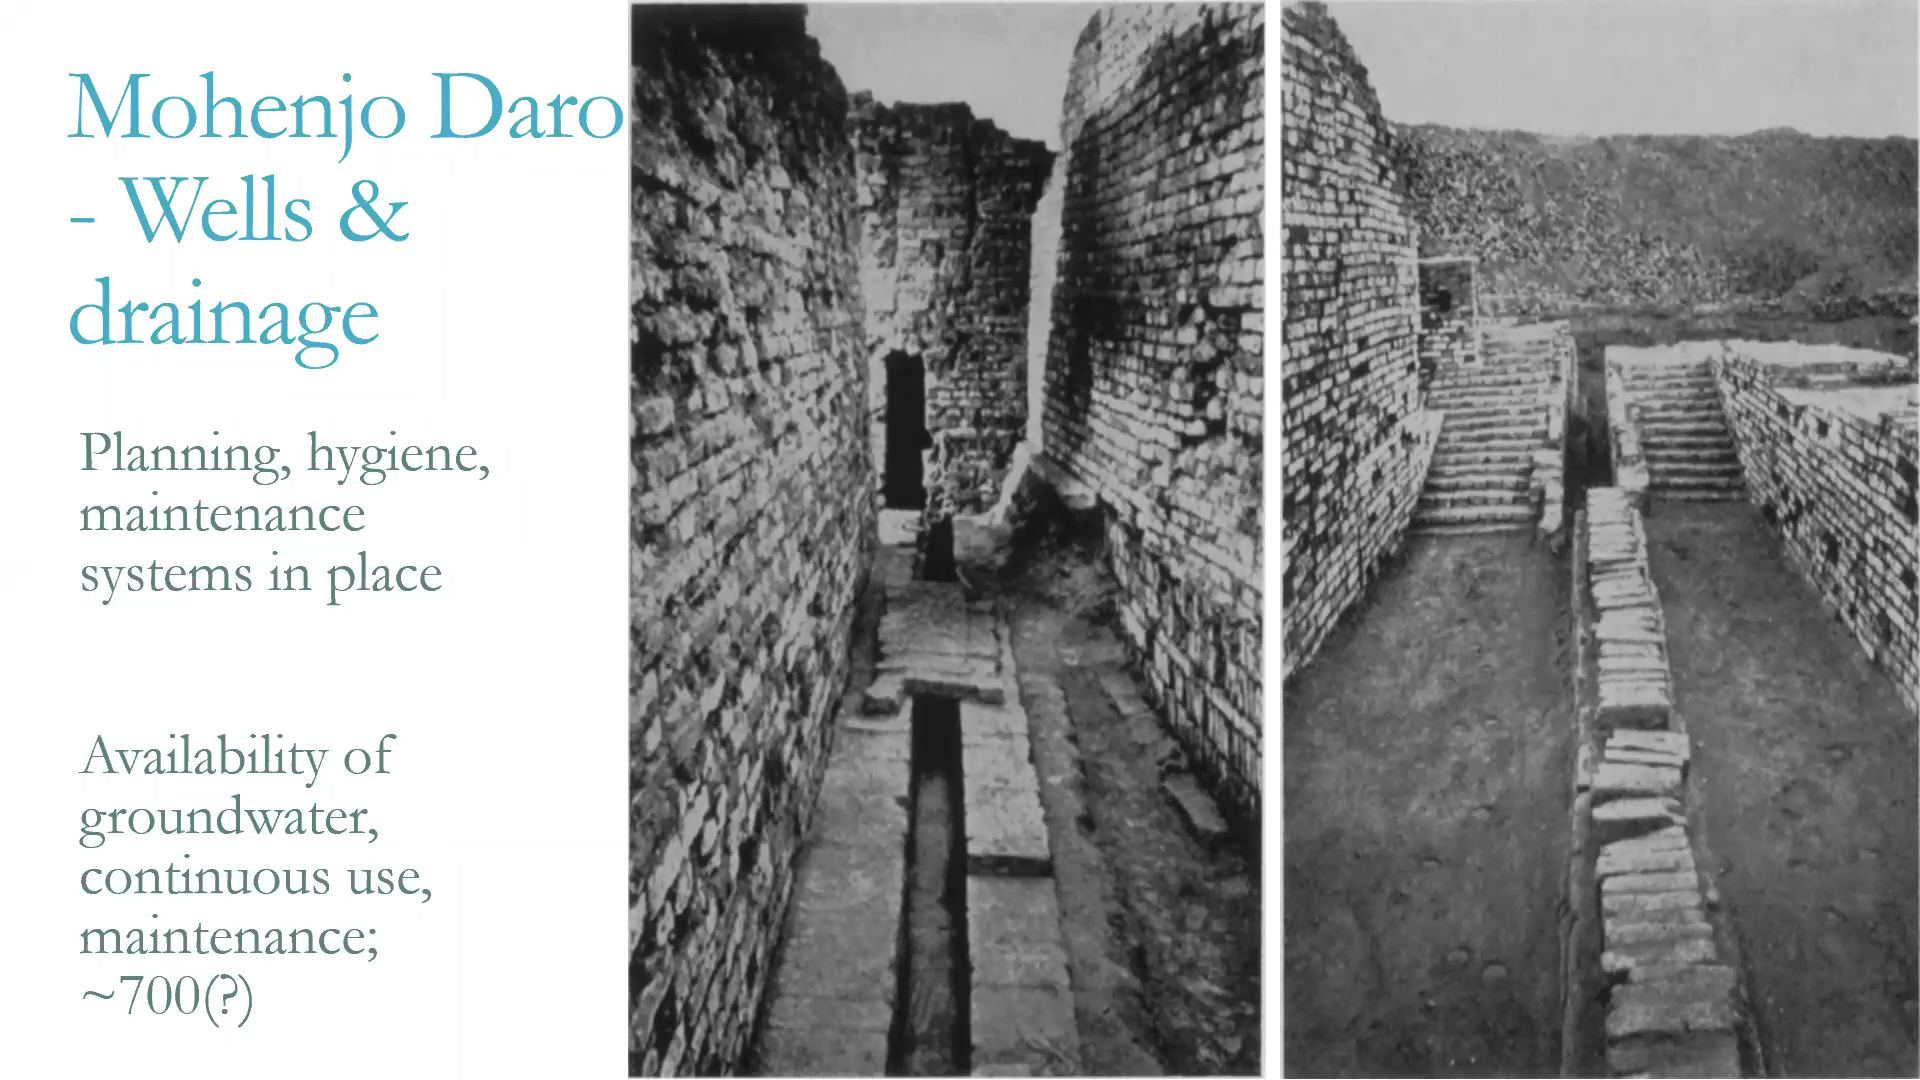 Mohenjo Daro
- Wells &
drainage
Planning, hygiene,
maintenance
systems in place
Availability of
groundwater,
continuous use,
maintenance;
~700(?)